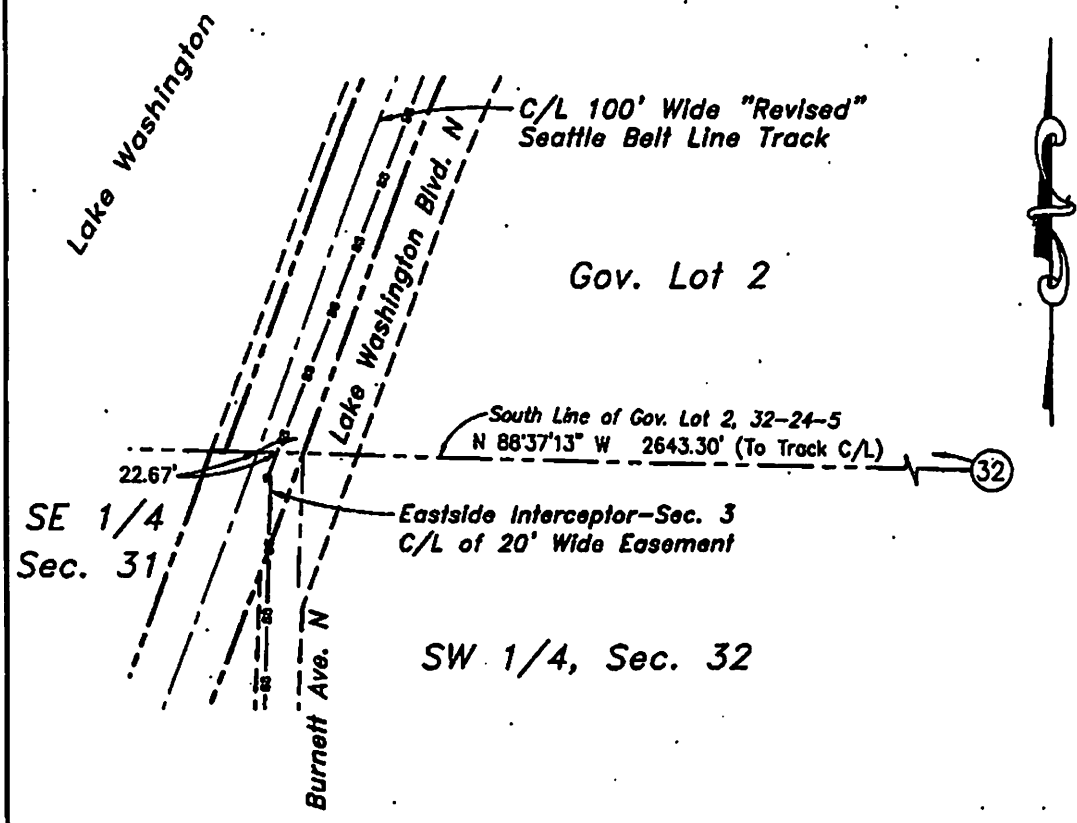 Lake Washington
C/L 100' Wide "Revised"
Seattle Belt Line Track
Lake Washington Blvd. N
Gov. Lot 2
South Line of Gov. Lot 2, 32-24-5
N 88°37'13" W 2643.30' (To Track C/L)
32
22.67'
SE 1/4
Sec. 31
Eastside Interceptor-Sec. 3
C/L of 20' Wide Easement
SW 1/4, Sec. 32
Burnett Ave. N